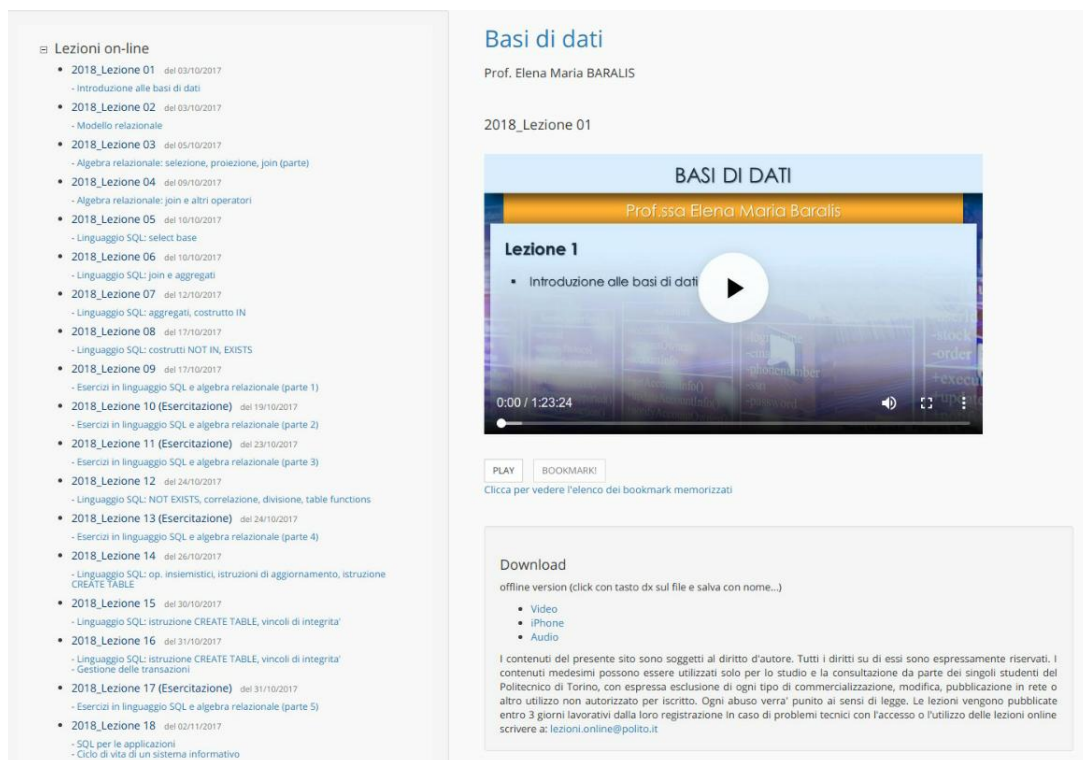 Lezioni on-line
2018_Lezione 01 del 03/10/2017
- Introduzione alle basi di dati
2018_Lezione 02 del 03/10/2017
- Modello relazionale
2018_Lezione 03 del 05/10/2017
- Algebra relazionale: selezione, proiezione, join (parte)
2018_Lezione 04 del 09/10/2017
- Algebra relazionale: join e altri operatori
2018_Lezione 05 del 10/10/2017
- Linguaggio SQL: select base
2018_Lezione 06 del 10/10/2017
- Linguaggio SQL: join e aggregati
2018_Lezione 07 del 12/10/2017
- Linguaggio SQL: aggregati, costrutto IN
2018_Lezione 08 del 17/10/2017
- Linguaggio SQL: costrutti NOT IN, EXISTS
2018_Lezione 09 del 17/10/2017
- Esercizi in linguaggio SQL e algebra relazionale (parte 1)
2018_Lezione 10 (Esercitazione) del 19/10/2017
- Esercizi in linguaggio SQL e algebra relazionale (parte 2)
2018_Lezione 11 (Esercitazione) del 23/10/2017
- Esercizi in linguaggio SQL e algebra relazionale (parte 3)
2018_Lezione 12 del 24/10/2017
- Linguaggio SQL: NOT EXISTS, correlazione, divisione, table functions
2018_Lezione 13 (Esercitazione) del 24/10/2017
- Esercizi in linguaggio SQL e algebra relazionale (parte 4)
2018_Lezione 14 del 26/10/2017
- Linguaggio SQL: op. insiemistici, istruzioni di aggiornamento, istruzione
CREATE TABLE
2018_Lezione 15 del 30/10/2017
- Linguaggio SQL: istruzione CREATE TABLE, vincoli di integrita'
2018_Lezione 16 del 31/10/2017
- Linguaggio SQL: istruzione CREATE TABLE, vincoli di integrita'
- Gestione delle transazioni
2018_Lezione 17 (Esercitazione) del 31/10/2017
- Esercizi in linguaggio SQL e algebra relazionale (parte 5)
2018_Lezione 18 del 02/11/2017
- SQL per le applicazioni
- Ciclo di vita di un sistema informativo
Basi di dati
Prof. Elena Maria BARALIS
2018_Lezione 01
BASI DI DATI
Prof.ssa Elena Maria Baralis
Lezione 1
Introduzione alle basi di dati
-stock
-order
-phonenumber
0:00 / 1:23:24
PLAY BOOKMARK!
Clicca per vedere l'elenco dei bookmark memorizzati
Download
offline version (click con tasto dx sul file e salva con nome...)
Video
iPhone
Audio
I contenuti del presente sito sono soggetti al diritto d'autore. Tutti i diritti su di essi sono espressamente riservati. I
contenuti medesimi possono essere utilizzati solo per lo studio e la consultazione da parte dei singoli studenti del
Politecnico di Torino, con espressa esclusione di ogni tipo di commercializzazione, modifica, pubblicazione in rete o
altro utilizzo non autorizzato per iscritto. Ogni abuso verra' punito ai sensi di legge. Le lezioni vengono pubblicate
entro 3 giorni lavorativi dalla loro registrazione In caso di problemi tecnici con l'accesso o l'utilizzo delle lezioni online
scrivere a: lezioni.online@polito.it